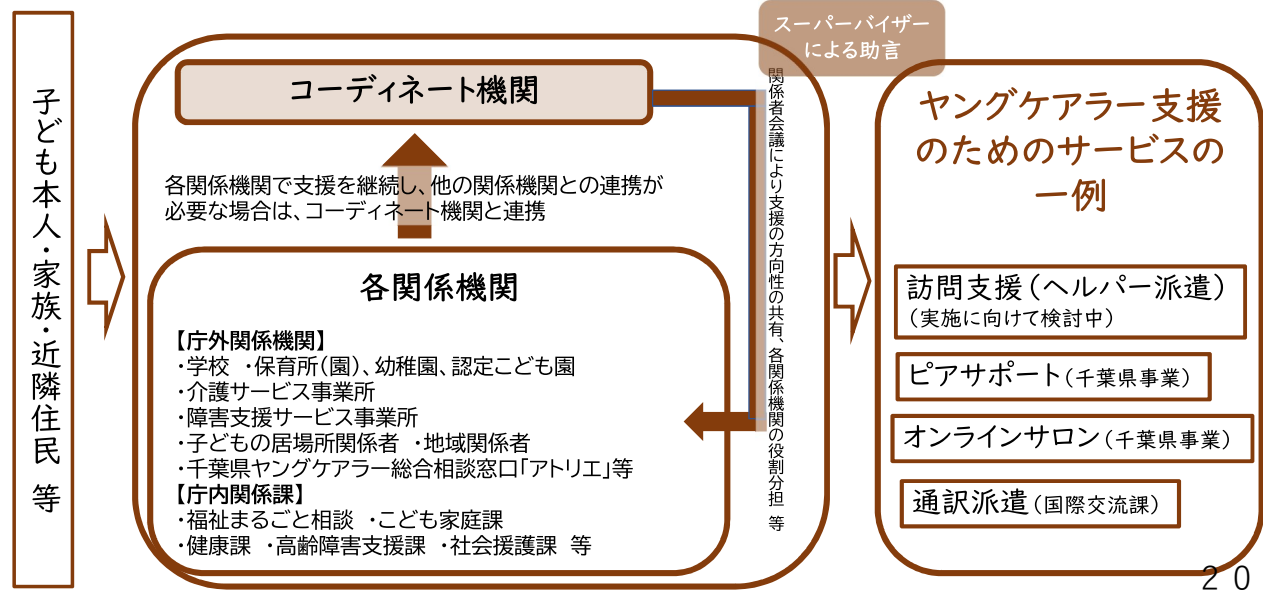 子ども本人・家族・近隣住民 等
スーパーバイザー
による助言
コーディネート機関
各関係機関で支援を継続し、他の関係機関との連携が
必要な場合は、コーディネート機関と連携
関係者会議により支援の方向性の共有、各関係機関の役割分担 等
各関係機関
【庁外関係機関】
・学校 ・保育所(園)、幼稚園、認定こども園
・介護サービス事業所
・障害支援サービス事業所
・子どもの居場所関係者 ・地域関係者
・千葉県ヤングケアラー総合相談窓口「アトリエ」等
【庁内関係課】
・福祉まるごと相談 ・こども家庭課
・健康課 ・高齢障害支援課 ・社会援護課 等
ヤングケアラー支援
のためのサービスの
一例
訪問支援(ヘルパー派遣)
(実施に向けて検討中)
ピアサポート(千葉県事業)
オンラインサロン(千葉県事業)
通訳派遣(国際交流課)
20